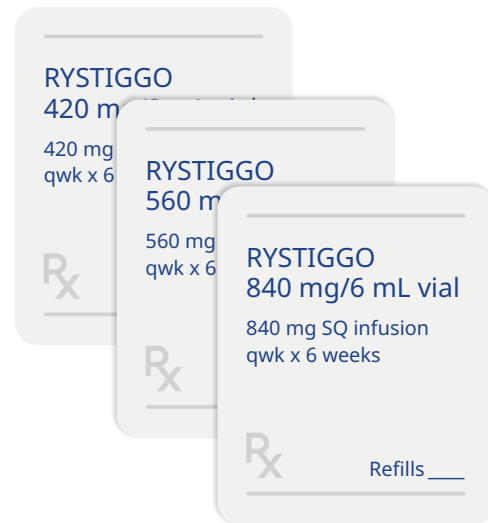 RYSTIGGO
420 m
420 mg
qwk x 6
Rx
RYSTIGGO
560 m
560 mg
qwk x 6
Rx
RYSTIGGO
840 mg/6 mL vial
840 mg SQ infusion
qwk x 6 weeks
Rx
Refills____